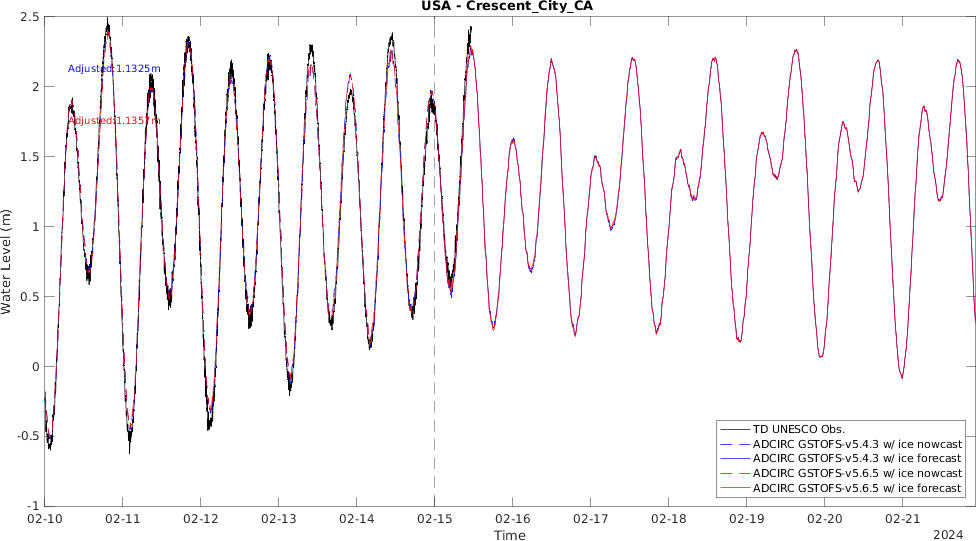 USA - Crescent_City_CA
2.5
2
1.5
1
0.5
0
-0.5
-1
Water Level (m)
Adjusted:1.1325m
Adjusted:1.1357m
TD UNESCO Obs.
ADCIRC GSTOFS-v5.4.3 w/ ice nowcast
ADCIRC GSTOFS-v5.4.3 w/ ice forecast
ADCIRC GSTOFS-v5.6.5 w/ ice nowcast
ADCIRC GSTOFS-v5.6.5 w/ ice forecast
02-10 02-11 02-12 02-13 02-14 02-15 02-16 02-17 02-18 02-19 02-20 02-21
Time
2024